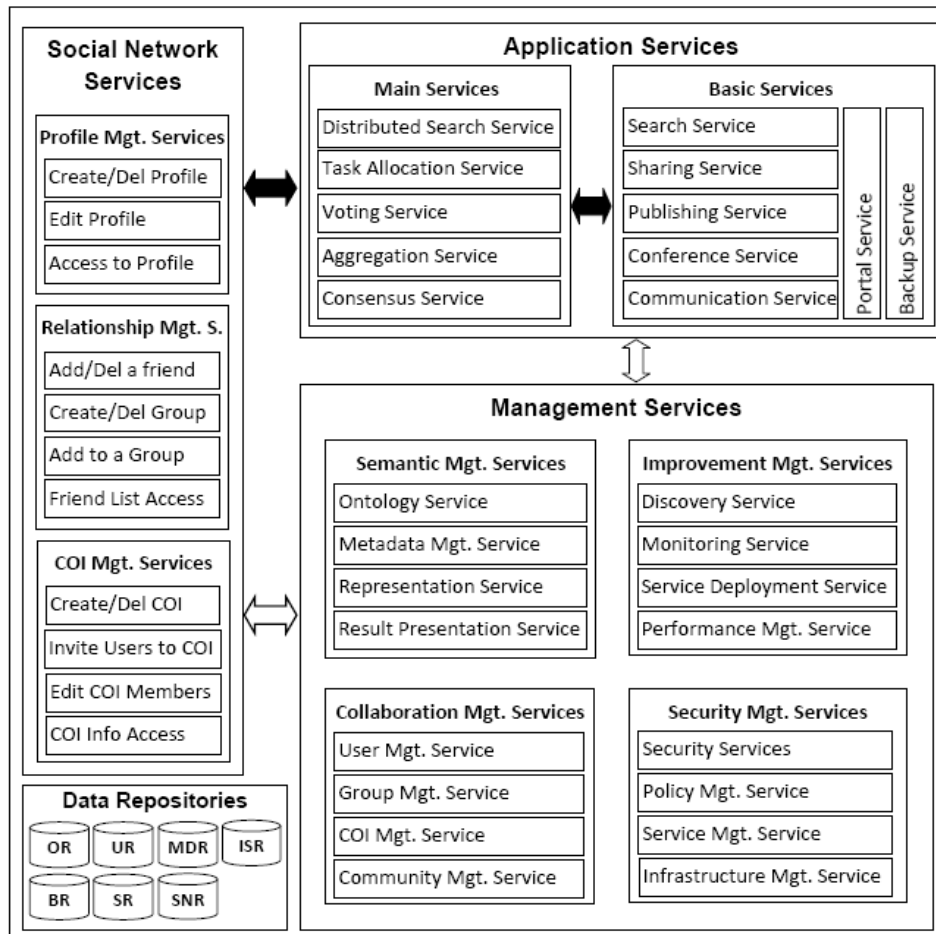 Social Network
Services
Profile Mgt. Services
Create/Del Profile
Edit Profile
Access to Profile
Relationship Mgt. S.
Add/Del a friend
Create/Del Group
Add to a Group
Friend List Access
COI Mgt. Services
Create/Del COI
Invite Users to COI
Edit COI Members
COI Info Access
Data Repositories
OR
UR
MDR
ISR
BR
SR
SNR
Application Services
Main Services
Distributed Search Service
Task Allocation Service
Voting Service
Aggregation Service
Consensus Service
Basic Services
Search Service
Sharing Service
Publishing Service
Conference Service
Communication Service
Portal Service
Backup Service
Management Services
Semantic Mgt. Services
Ontology Service
Metadata Mgt. Service
Representation Service
Result Presentation Service
Improvement Mgt. Services
Discovery Service
Monitoring Service
Service Deployment Service
Performance Mgt. Service
Collaboration Mgt. Services
User Mgt. Service
Group Mgt. Service
COI Mgt. Service
Community Mgt. Service
Security Mgt. Services
Security Services
Policy Mgt. Service
Service Mgt. Service
Infrastructure Mgt. Service